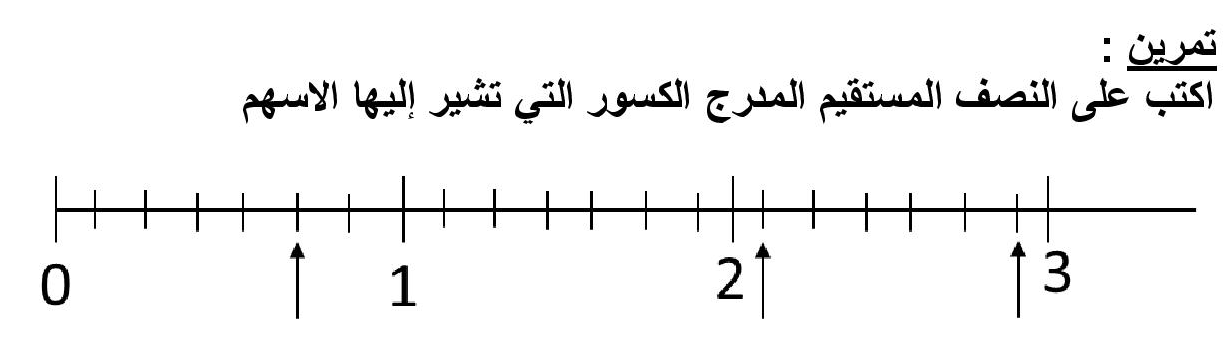 تمرين :
اكتب على النصف المستقيم المدرج الكسور التي تشير إليها الاسهم
0 1 2 3